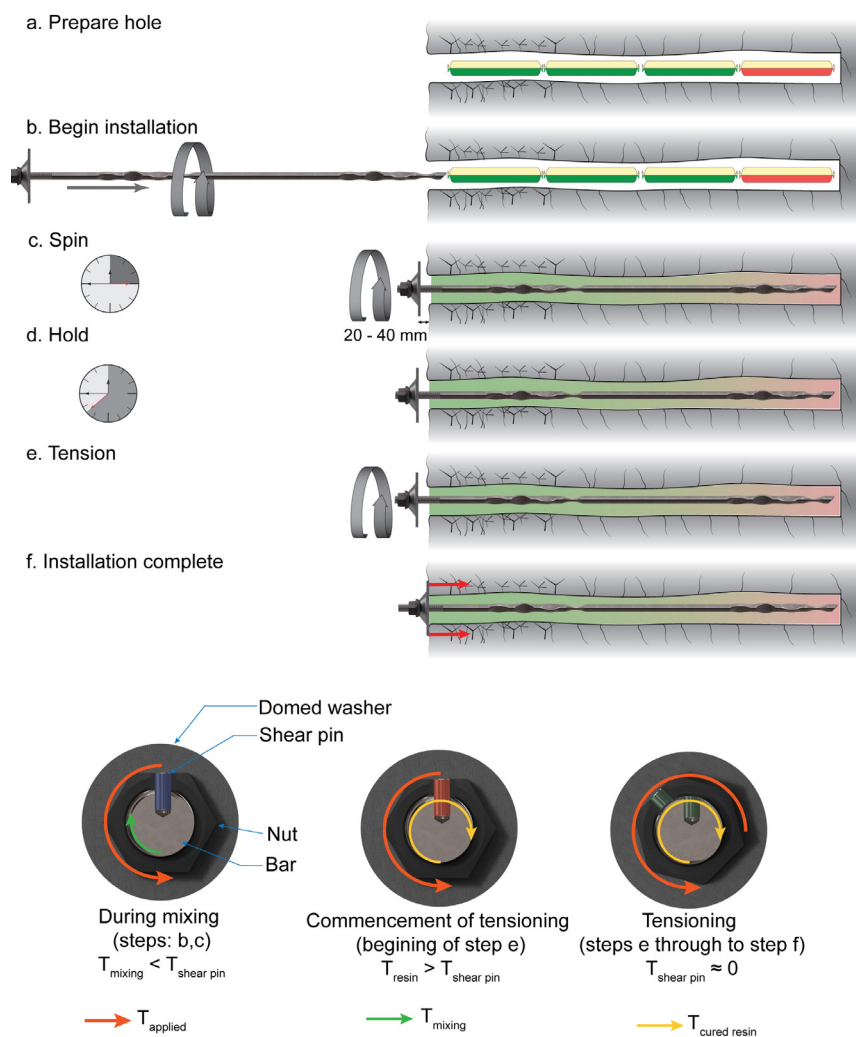 a. Prepare hole
b. Begin installation
c. Spin
20 - 40 mm
d. Hold
e. Tension
f. Installation complete
Domed washer
Shear pin
Nut
Bar
During mixing
(steps: b,c)
T mixing < T shear pin
Commencement of tensioning
(begining of step e)
T resin > T shear pin
Tensioning
(steps e through to step f)
T shear pin ≈ 0
T applied
T mixing
T cured resin